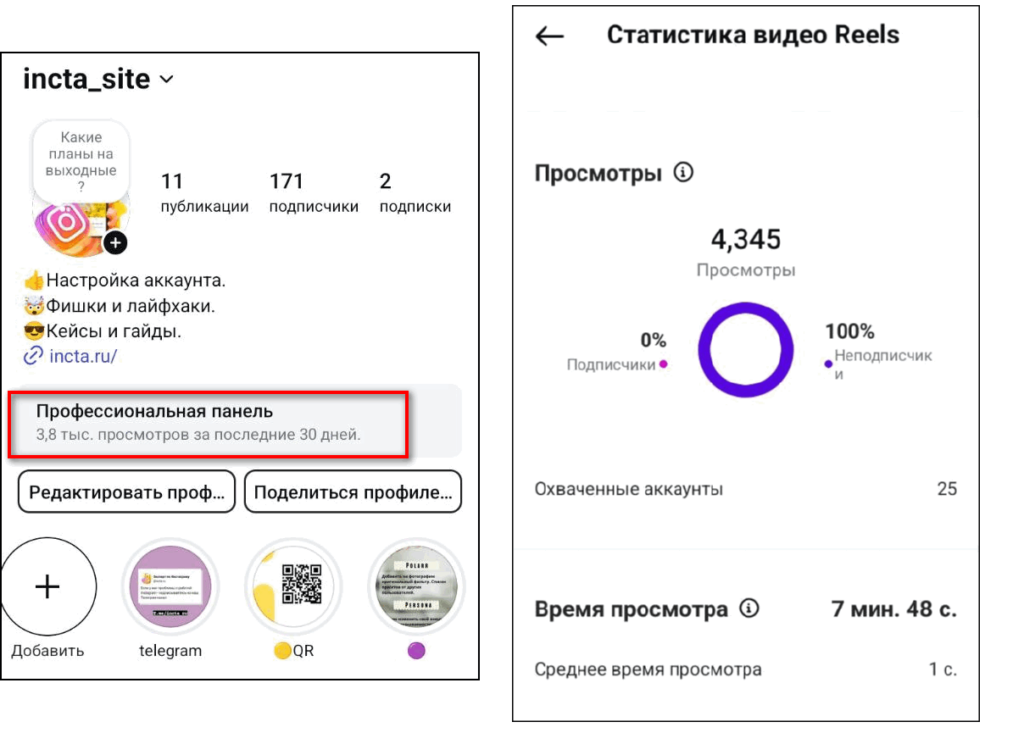 incta_site
Какие
планы на
выходные
?
11
171
2
публикации
подписчики
подписки
👍Настройка аккаунта.
🤯Фишки и лайфхаки.
😎Кейсы и гайды.
incta.ru/
Профессиональная панель
3,8 тыс. просмотров за последние 30 дней.
Редактировать проф...
Поделиться профиле...
POLAHH
PERSONA
Добавить
telegram
🟡QR
🟣
Статистика видео Reels
Просмотры
4,345
Просмотры
0%
Подписчики
100%
Неподписчик
и
Охваченные аккаунты
25
Время просмотра
7 мин. 48 с.
Среднее время просмотра
1 с.